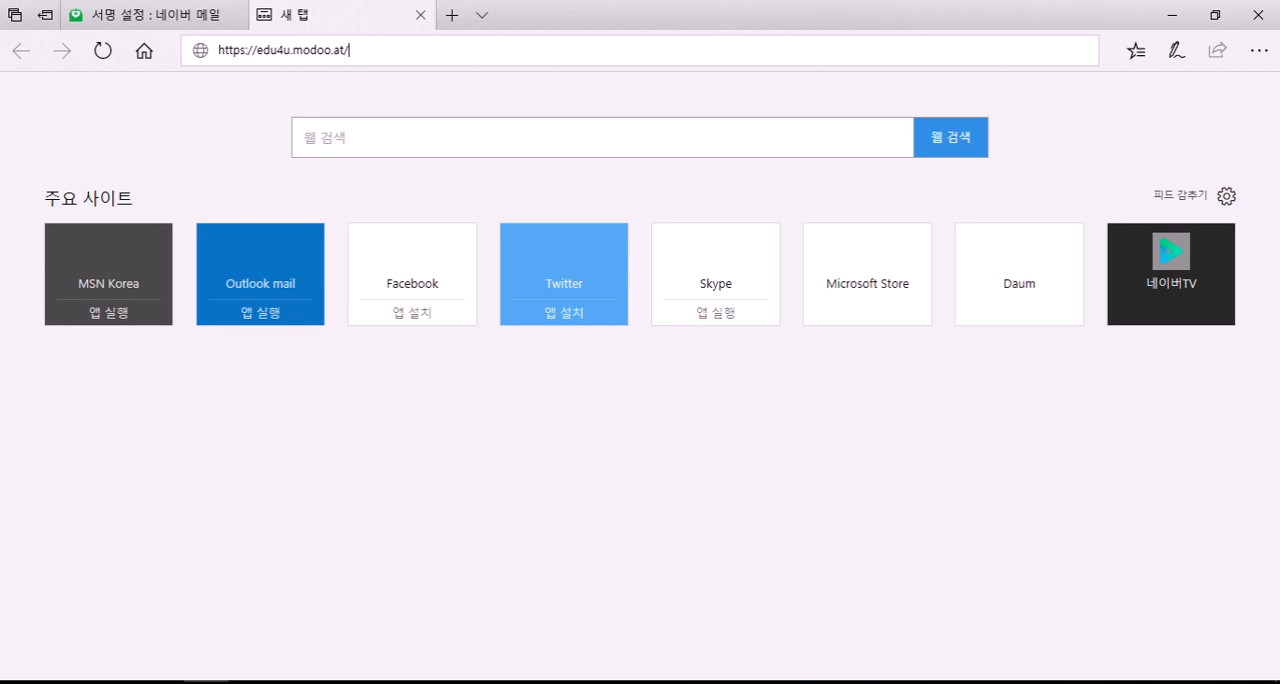 서명 설정 : 네이버 메일
새 탭
https://edu4u.modoo.at/
웹 검색
웹 검색
주요 사이트
피드 감추기
MSN Korea
앱 실행
Outlook mail
앱 실행
Facebook
앱 설치
Twitter
앱 설치
Skype
앱 실행
Microsoft Store
Daum
네이버TV